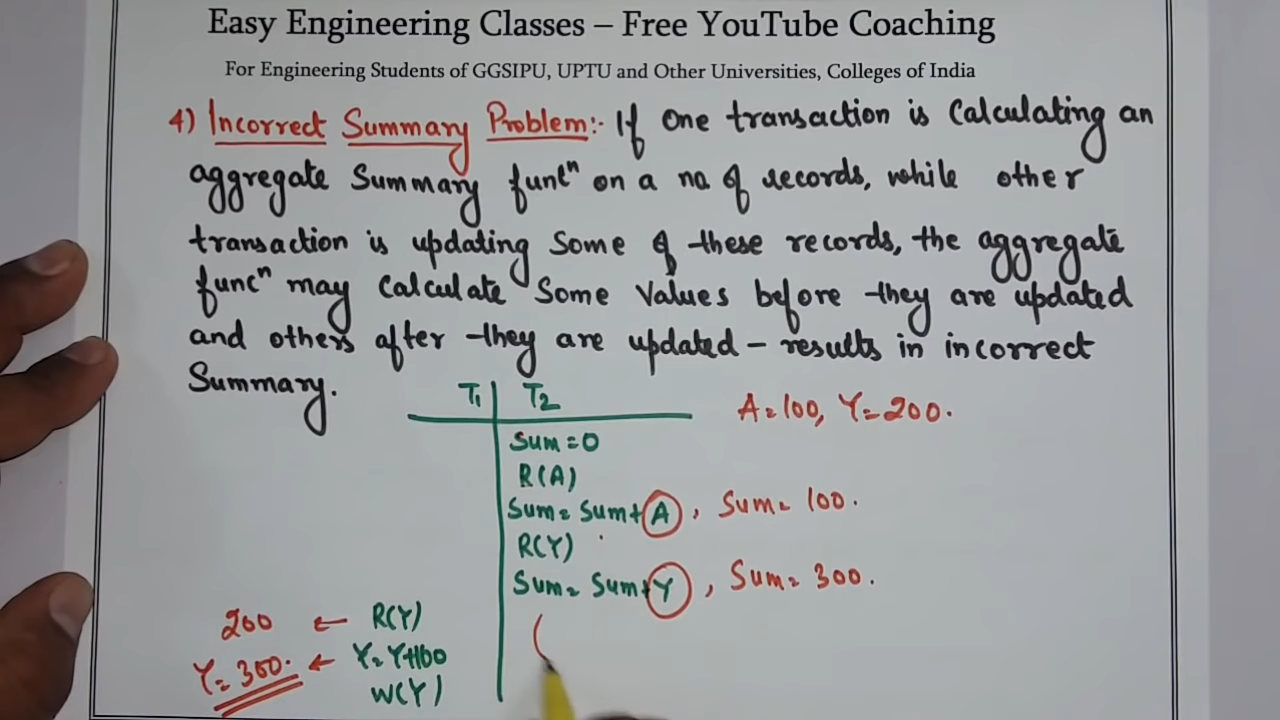 Easy Engineering Classes – Free YouTube Coaching
For Engineering Students of GGSIPU, UPTU and Other Universities, Colleges of India
4) Incorrect Summary Problem:- If One transaction is Calculating an
aggregate Summary funcⁿ on a no. of records, while other
transaction is updating Some of these records, the aggregate
funcⁿ may Calculate Some Values before they are updated
and others after they are updated - results in incorrect
Summary.
T1 T2
A=100, Y=200.
Sum=0
R(A)
Sum= Sum+A, Sum= 100.
R(Y)
Sum= Sum+Y, Sum= 300.
200 ← R(Y)
Y=300. ← Y=Y+100
W(Y)